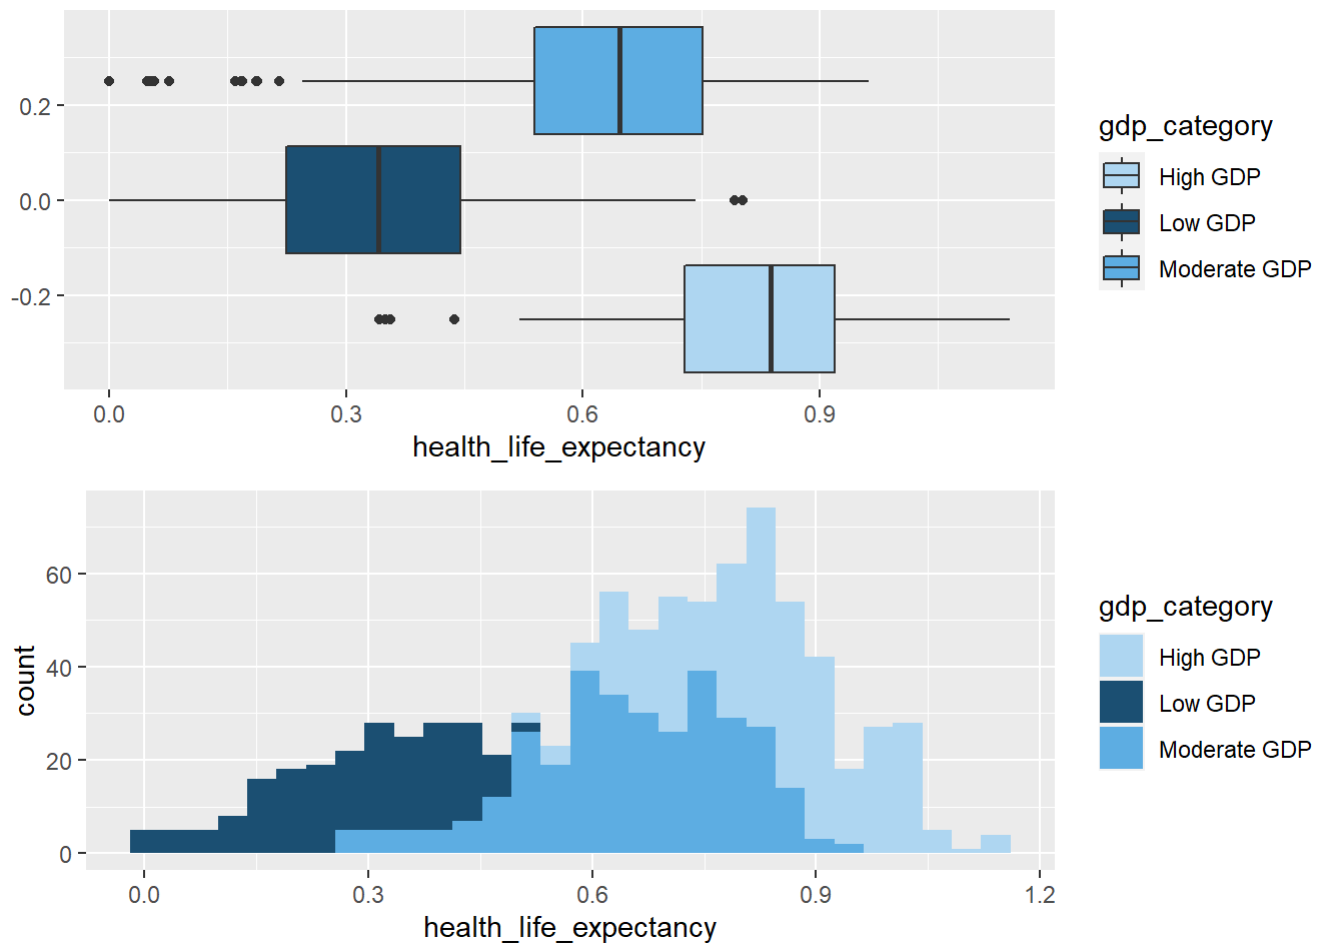 0.2
0.0
-0.2
0.0 0.3 0.6 0.9
health_life_expectancy
gdp_category
High GDP
Low GDP
Moderate GDP
60
40
20
0
count
0.0 0.3 0.6 0.9 1.2
health_life_expectancy
gdp_category
High GDP
Low GDP
Moderate GDP